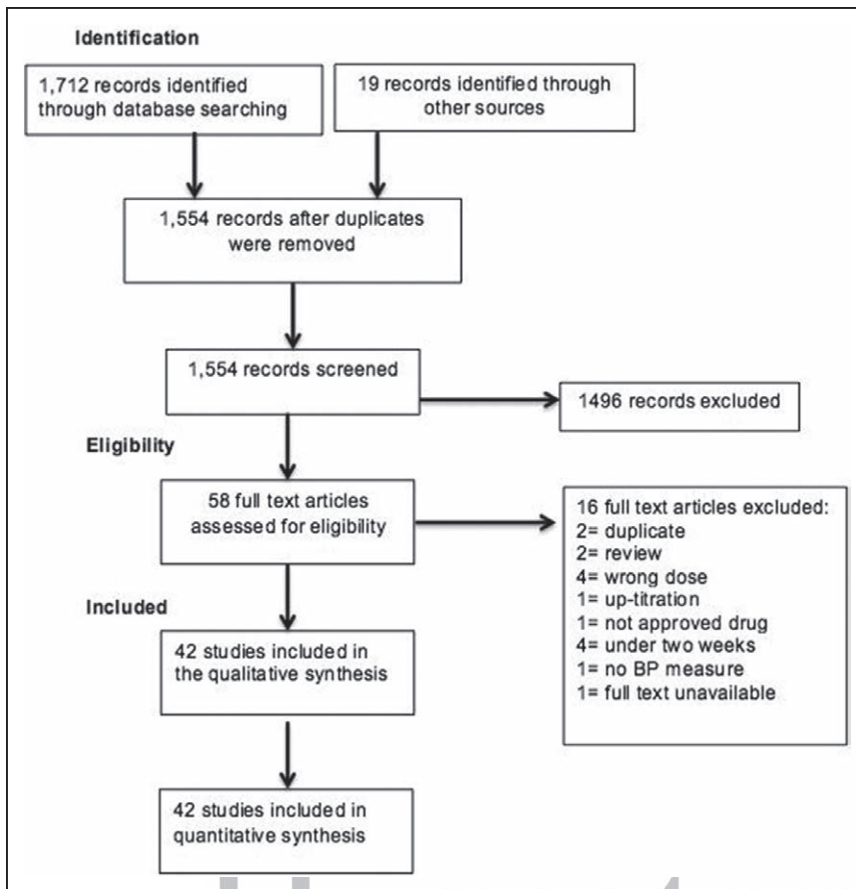 Identification
1,712 records identified
through database searching
19 records identified through
other sources
1,554 records after duplicates
were removed
1,554 records screened
1496 records excluded
Eligibility
58 full text articles
assessed for eligibility
16 full text articles excluded:
2= duplicate
2= review
4= wrong dose
1= up-titration
1= not approved drug
4= under two weeks
1= no BP measure
1= full text unavailable
Included
42 studies included in
the qualitative synthesis
42 studies included in
quantitative synthesis